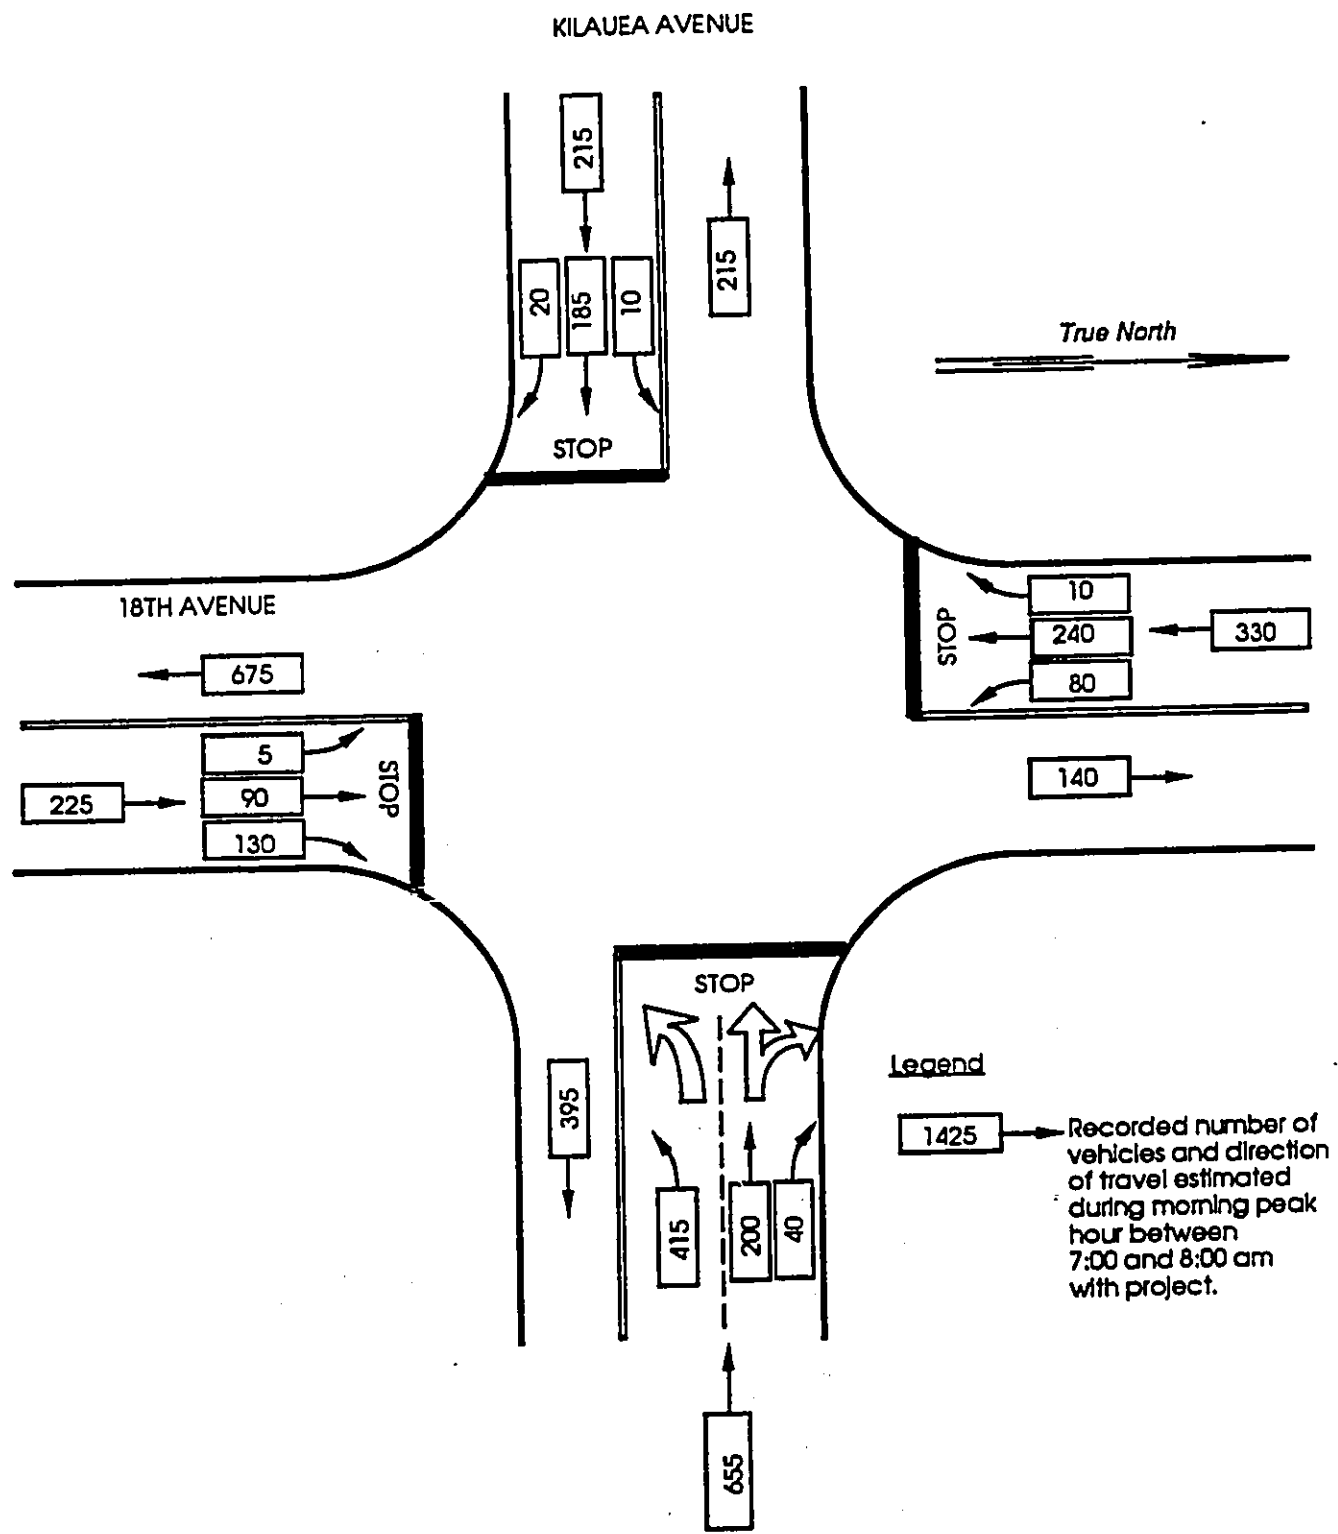 KILAUEA AVENUE
215
215
20
185
10
True North
STOP
18TH AVENUE
10
240
330
80
STOP
675
5
225
90
130
STOP
140
STOP
395
415
200
40
655
Legend
1425
Recorded number of
vehicles and direction
of travel estimated
during morning peak
hour between
7:00 and 8:00 am
with project.